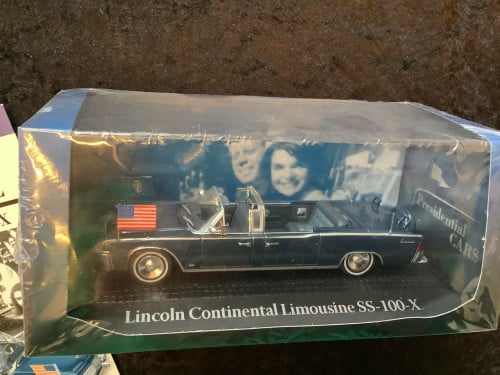 Presidential
CARS
Lincoln Continental Limousine SS-100-X